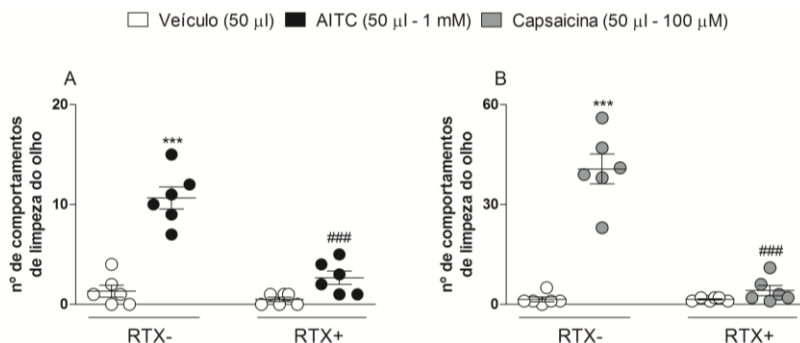 Veículo (50 µl) AITC (50 µl - 1 mM) Capsaicina (50 µl - 100 µM)
A
nº de comportamentos
de limpeza do olho
20
10
0
***
###
RTX- RTX+
B
nº de comportamentos
de limpeza do olho
60
30
0
***
###
RTX- RTX+